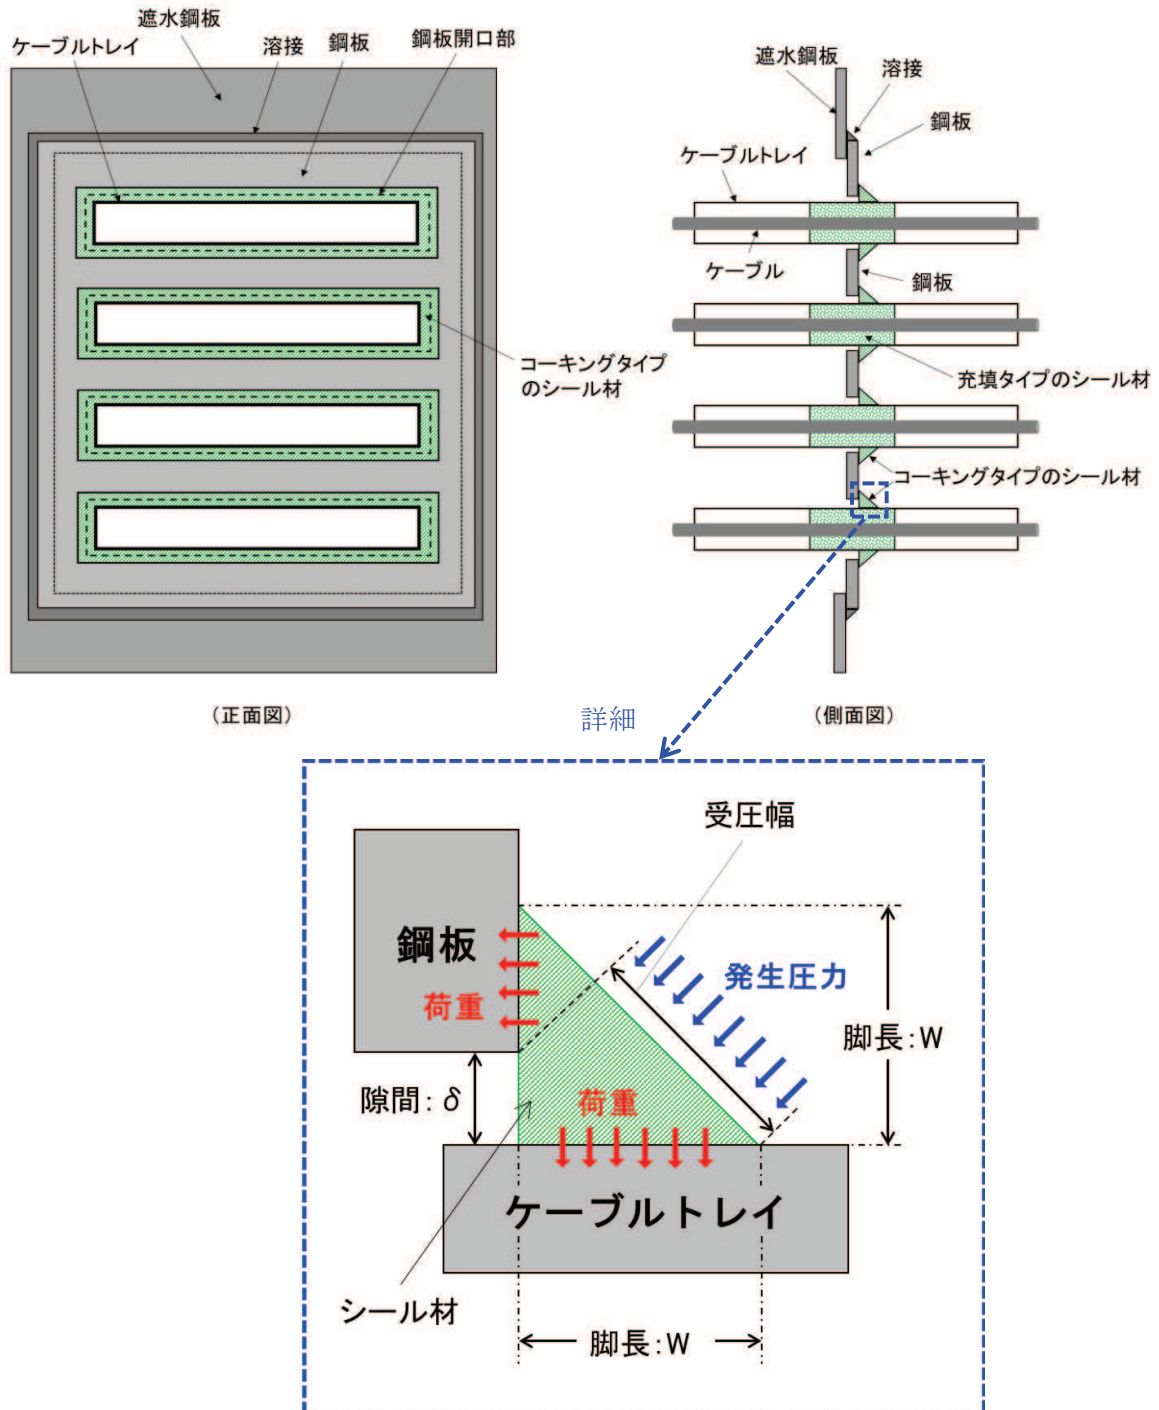 遮水鋼板
ケーブルトレイ
溶接
鋼板
鋼板開口部
コーキングタイプ
のシール材
(正面図)
遮水鋼板
溶接
鋼板
ケーブルトレイ
ケーブル
鋼板
充填タイプのシール材
コーキングタイプのシール材
(側面図)
詳細
受圧幅
鋼板
荷重
発生圧力
脚長:W
隙間:δ
荷重
ケーブルトレイ
シール材
脚長:W